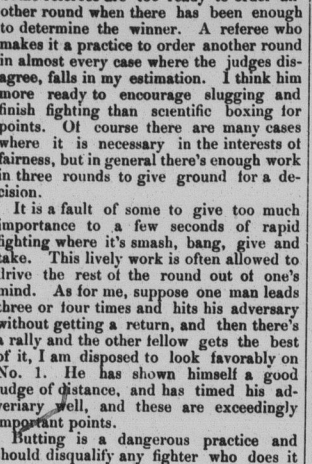 other round when there has been enough
to determine the winner. A referee who
makes it a practice to order another round
in almost every case where the judges dis-
agree, falls in my estimation. I think him
more ready to encourage slugging and
finish fighting than scientific boxing for
points. Of course there are many cases
where it is necessary in the interests of
fairness, but in general there's enough work
in three rounds to give ground for a de-
cision.
It is a fault of some to give too much
importance to a few seconds of rapid
fighting where it's smash, bang, give and
take. This lively work is often allowed to
drive the rest of the round out of one's
mind. As for me, suppose one man leads
three or four times and hits his adversary
without getting a return, and then there's
a rally and the other fellow gets the best
of it, I am disposed to look favorably on
No. 1. He has shown himself a good
judge of distance, and has timed his ad-
veriary well, and these are exceedingly
important points.
Butting is a dangerous practice and
should disqualify any fighter who does it